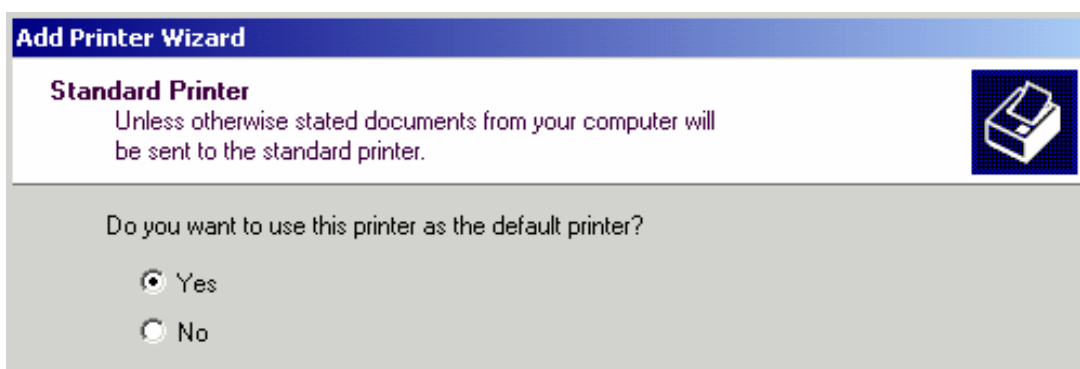 Add Printer Wizard
Standard Printer
Unless otherwise stated documents from your computer will
be sent to the standard printer.
Do you want to use this printer as the default printer?
Yes
No